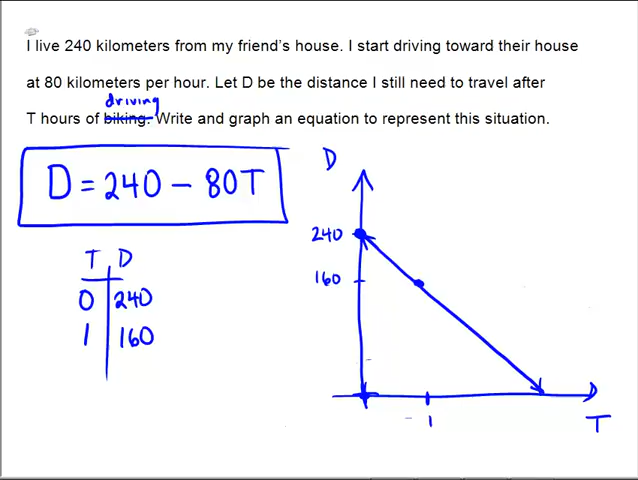 I live 240 kilometers from my friend's house. I start driving toward their house
at 80 kilometers per hour. Let D be the distance I still need to travel after
driving
T hours of biking. Write and graph an equation to represent this situation.
D = 240 - 80T
T D
0 240
1 160
D
240
160
1
T